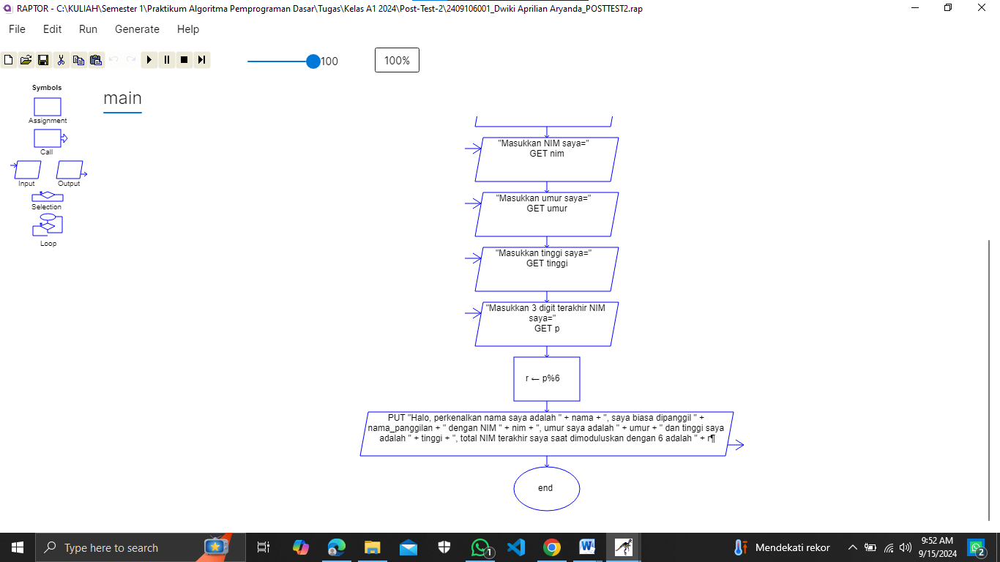 RAPTOR - C:\KULIAH\Semester 1\Praktikum Algoritma Pemprograman Dasar\Tugas\Kelas A1 2024\Post-Test-2\2409106001_Dwiki Aprilian Aryanda_POSTTEST2.rap
File Edit Run Generate Help
100
100%
Symbols
Assignment
Call
Input Output
Selection
Loop
main
"Masukkan NIM saya="
GET nim
"Masukkan umur saya="
GET umur
"Masukkan tinggi saya="
GET tinggi
"Masukkan 3 digit terakhir NIM
saya="
GET p
r ← p%6
PUT "Halo, perkenalkan nama saya adalah " + nama + ", saya biasa dipanggil " +
nama_panggilan + " dengan NIM " + nim + ", umur saya adalah " + umur + " dan tinggi saya
adalah " + tinggi + ", total NIM terakhir saya saat dimoduluskan dengan 6 adalah " + r¶
end
Type here to search
1
Mendekati rekor
9:52 AM
9/15/2024
2